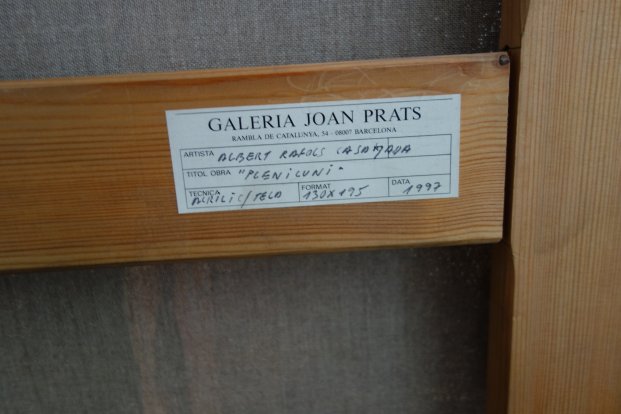 GALERIA JOAN PRATS
RAMBLA DE CATALUNYA, 54 - 08007 BARCELONA
ARTISTA ALBERT RAFOLS CASAMADA
TITOL OBRA "PLENILUNI"
TECNICA ACRILIC/TELA FORMAT 130X195 DATA 1997